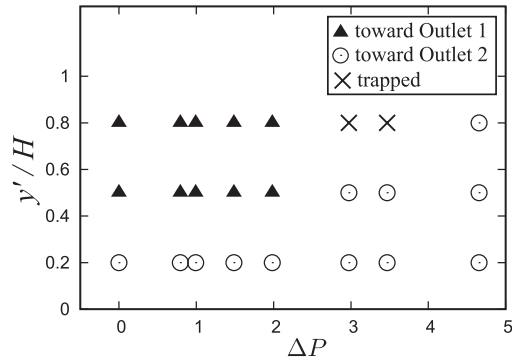 toward Outlet 1
toward Outlet 2
trapped
1
0.8
0.6
0.4
0.2
0
y'/H
0 1 2 3 4 5
ΔP